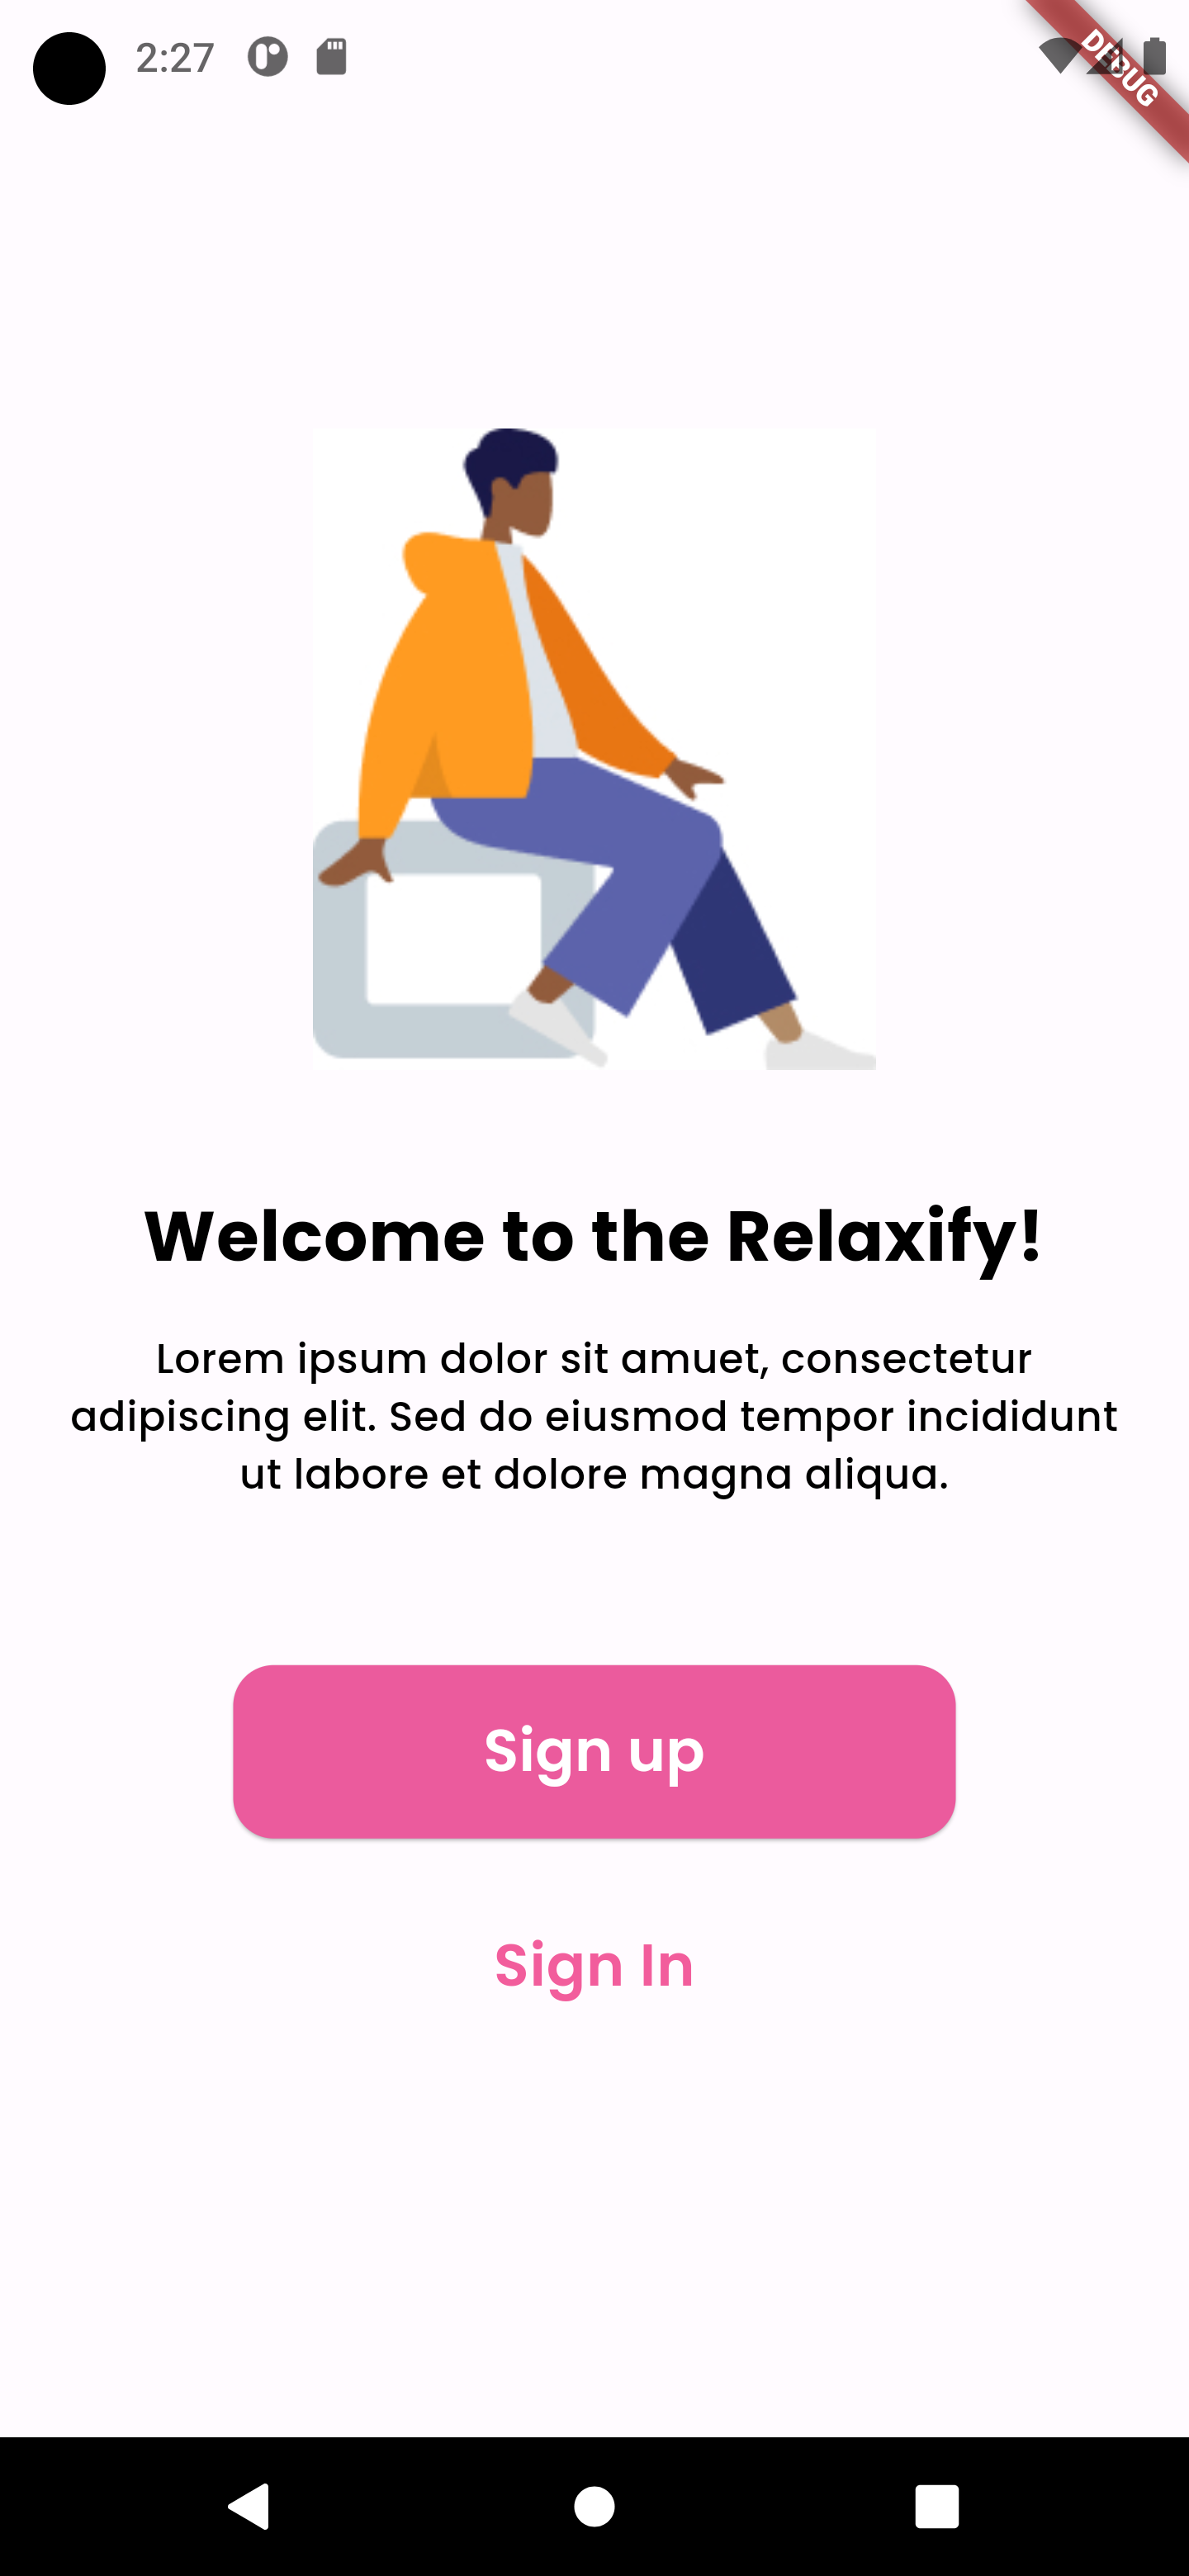 2:27
DEBUG
Welcome to the Relaxify!
Lorem ipsum dolor sit amuet, consectetur
adipiscing elit. Sed do eiusmod tempor incididunt
ut labore et dolore magna aliqua.
Sign up
Sign In